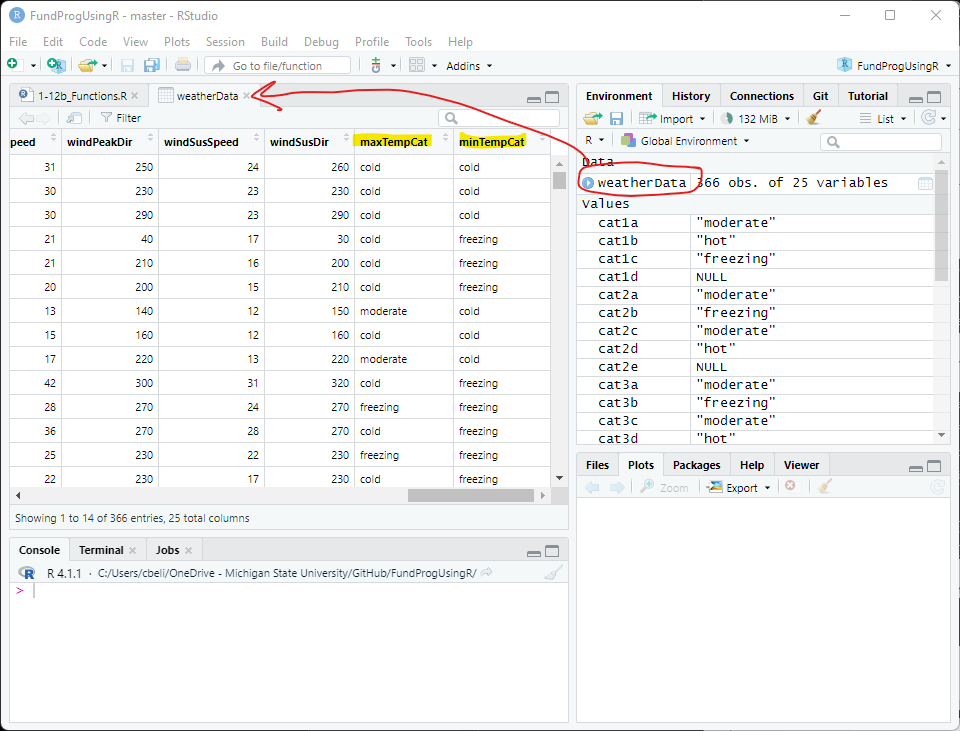 FundProgUsingR - master - RStudio
File Edit Code View Plots Session Build Debug Profile Tools Help
Go to file/function Addins FundProgUsingR
1-12b_Functions.R weatherData
Filter
peed windPeakDir windSusSpeed windSusDir maxTempCat minTempCat
31 250 24 260 cold cold
30 230 23 230 cold cold
30 290 23 290 cold cold
21 40 17 30 cold freezing
21 210 16 200 cold freezing
20 200 15 210 cold freezing
13 140 12 150 moderate cold
15 160 12 160 cold cold
17 220 13 220 moderate cold
42 300 31 320 cold freezing
28 270 24 270 freezing freezing
36 270 28 270 cold freezing
25 230 22 230 freezing freezing
22 230 17 230 cold freezing
Showing 1 to 14 of 366 entries, 25 total columns
Console Terminal Jobs
R 4.1.1 · C:/Users/cbeli/OneDrive - Michigan State University/GitHub/FundProgUsingR/
>
Environment History Connections Git Tutorial
Import 132 MiB List
R Global Environment
Data
weatherData 366 obs. of 25 variables
Values
cat1a "moderate"
cat1b "hot"
cat1c "freezing"
cat1d NULL
cat2a "moderate"
cat2b "freezing"
cat2c "moderate"
cat2d "hot"
cat2e NULL
cat3a "moderate"
cat3b "freezing"
cat3c "moderate"
cat3d "hot"
Files Plots Packages Help Viewer
Zoom Export